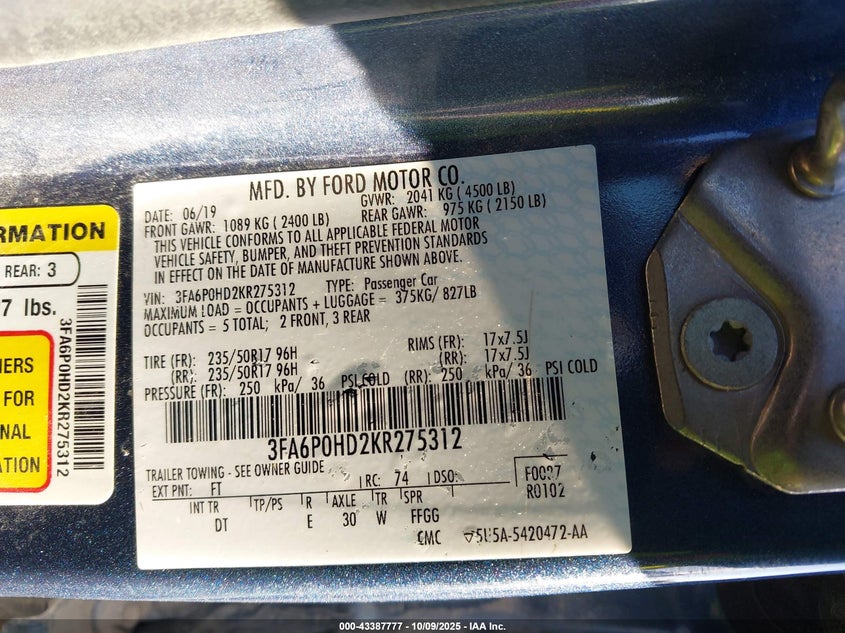 MFD. BY FORD MOTOR CO.
DATE: 06/19 GVWR: 2041 KG ( 4500 LB)
FRONT GAWR: 1089 KG ( 2400 LB) REAR GAWR: 975 KG ( 2150 LB)
THIS VEHICLE CONFORMS TO ALL APPLICABLE FEDERAL MOTOR
VEHICLE SAFETY, BUMPER, AND THEFT PREVENTION STANDARDS
IN EFFECT ON THE DATE OF MANUFACTURE SHOWN ABOVE.
VIN: 3FA6P0HD2KR275312 TYPE: Passenger Car
MAXIMUM LOAD = OCCUPANTS + LUGGAGE = 375KG/ 827LB
OCCUPANTS = 5 TOTAL; 2 FRONT, 3 REAR
TIRE (FR): 235/50R17 96H RIMS (FR): 17x7.5J
(RR): 235/50R17 96H (RR): 17x7.5J
PRESSURE (FR): 250 kPa/ 36 PSI COLD (RR): 250 kPa/ 36 PSI COLD
3FA6P0HD2KR275312
TRAILER TOWING - SEE OWNER GUIDE
EXT PNT: FT RC: 74 DSO:
INT TR TP/PS R AXLE TR SPR
DT E 30 W FFGG
R0102
CMC
RMATION
REAR: 3
7 lbs.
NERS
FOR
NAL
ATION
3FA6P0HD2KR275312
000-43387777 - 10/09/2025 - IAA Inc.